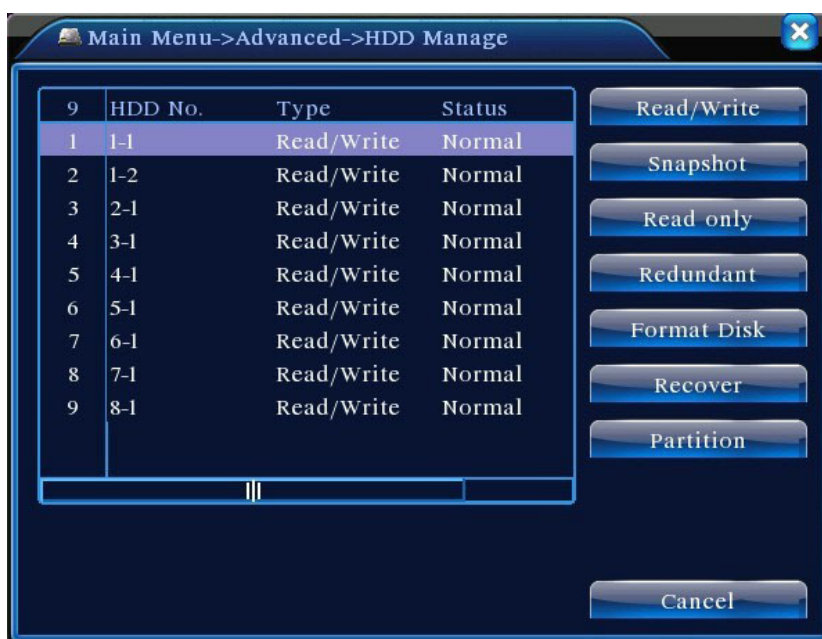 Main Menu->Advanced->HDD Manage
9 HDD No. Type Status
1 1-1 Read/Write Normal
2 1-2 Read/Write Normal
3 2-1 Read/Write Normal
4 3-1 Read/Write Normal
5 4-1 Read/Write Normal
6 5-1 Read/Write Normal
7 6-1 Read/Write Normal
8 7-1 Read/Write Normal
9 8-1 Read/Write Normal
Read/Write
Snapshot
Read only
Redundant
Format Disk
Recover
Partition
Cancel